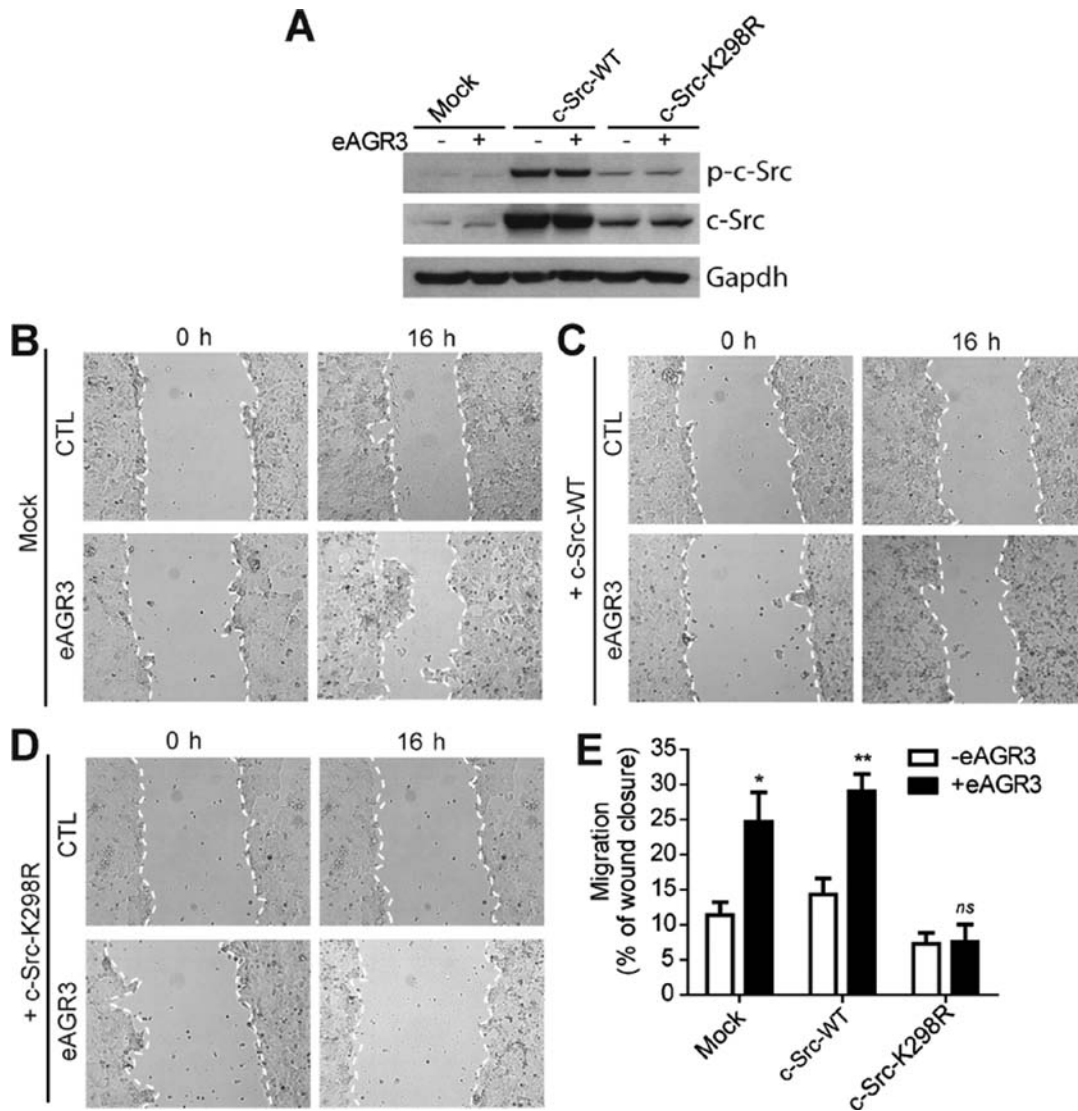 A
Mock
c-Src-WT
c-Src-K298R
eAGR3 - + - + - +
p-c-Src
c-Src
Gapdh
B
0 h 16 h
Mock
CTL
eAGR3
C
0 h 16 h
+ c-Src-WT
CTL
eAGR3
D
0 h 16 h
+ c-Src-K298R
CTL
eAGR3
E
Migration
(% of wound closure)
35
30
25
20
15
10
5
0
* ** ns
-eAGR3
+eAGR3
Mock
c-Src-WT
c-Src-K298R